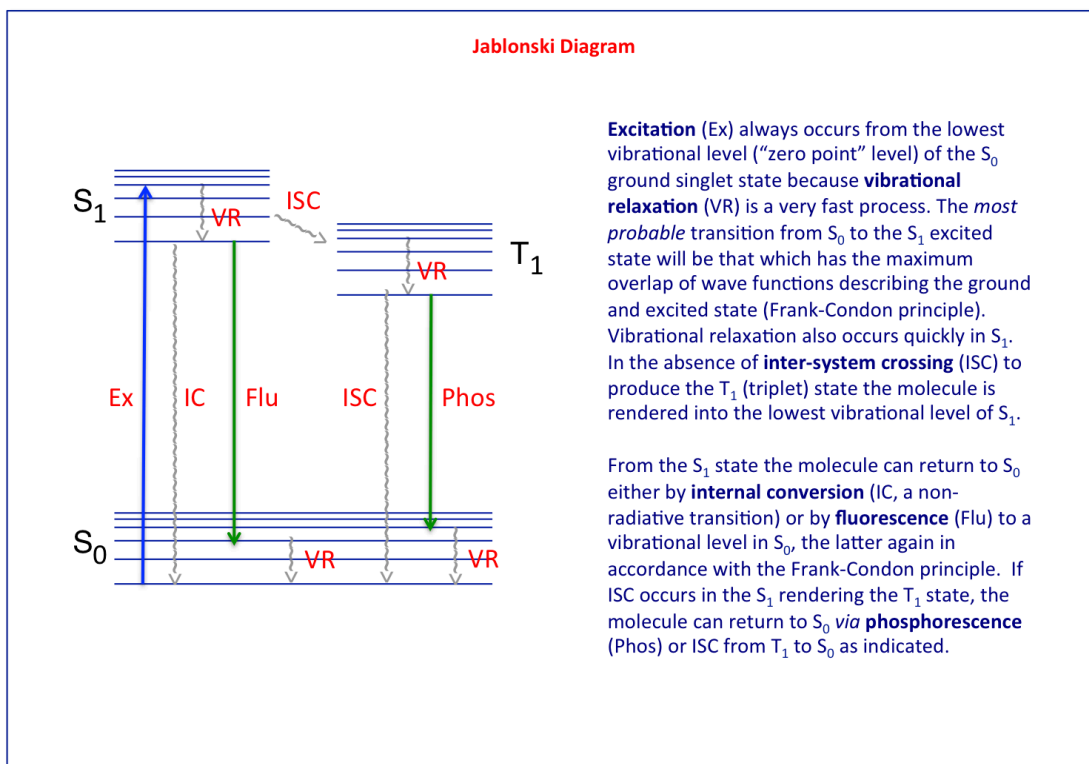 Jablonski Diagram
S₁
VR
ISC
T₁
VR
Ex
IC
Flu
ISC
Phos
S₀
VR
VR
Excitation (Ex) always occurs from the lowest
vibrational level (“zero point” level) of the S₀
ground singlet state because vibrational
relaxation (VR) is a very fast process. The most
probable transition from S₀ to the S₁ excited
state will be that which has the maximum
overlap of wave functions describing the ground
and excited state (Frank-Condon principle).
Vibrational relaxation also occurs quickly in S₁.
In the absence of inter-system crossing (ISC) to
produce the T₁ (triplet) state the molecule is
rendered into the lowest vibrational level of S₁.
From the S₁ state the molecule can return to S₀
either by internal conversion (IC, a non-
radiative transition) or by fluorescence (Flu) to a
vibrational level in S₀, the latter again in
accordance with the Frank-Condon principle. If
ISC occurs in the S₁ rendering the T₁ state, the
molecule can return to S₀ via phosphorescence
(Phos) or ISC from T₁ to S₀ as indicated.